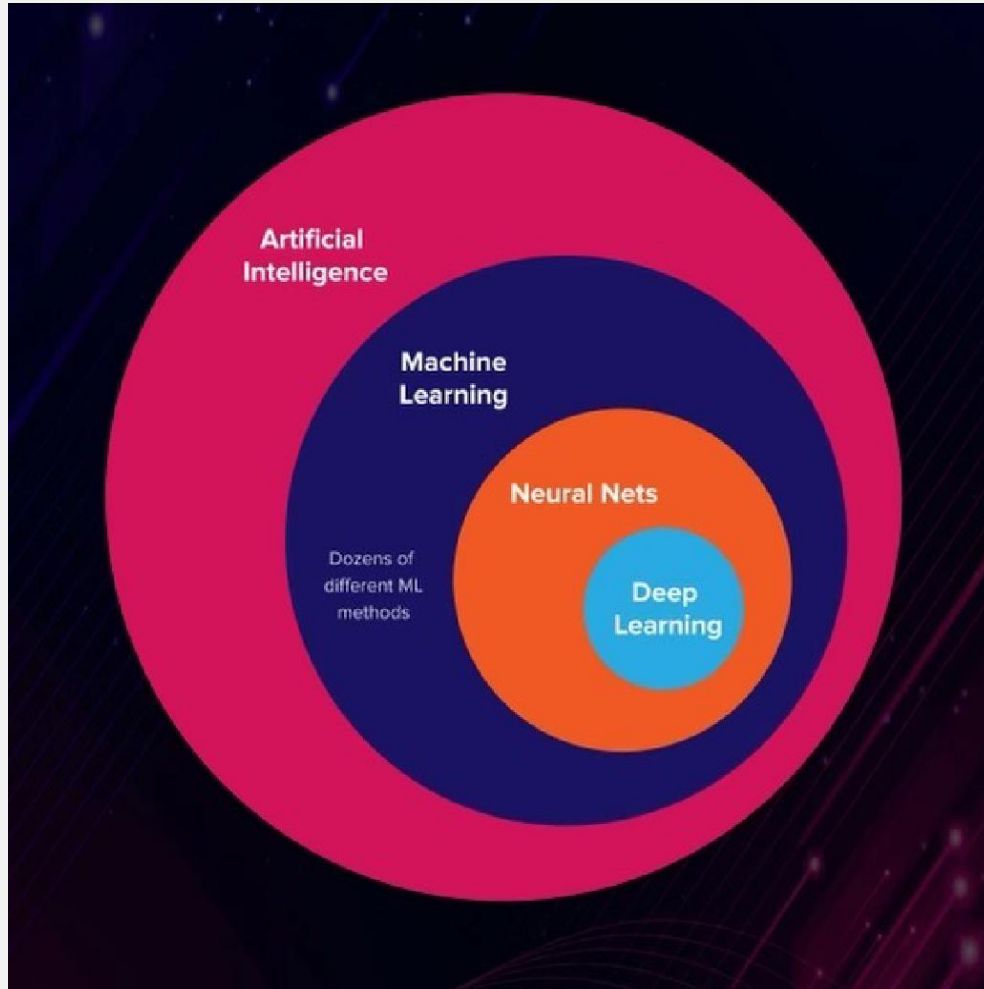 Artificial
Intelligence
Machine
Learning
Neural Nets
Dozens of
different ML
methods
Deep
Learning